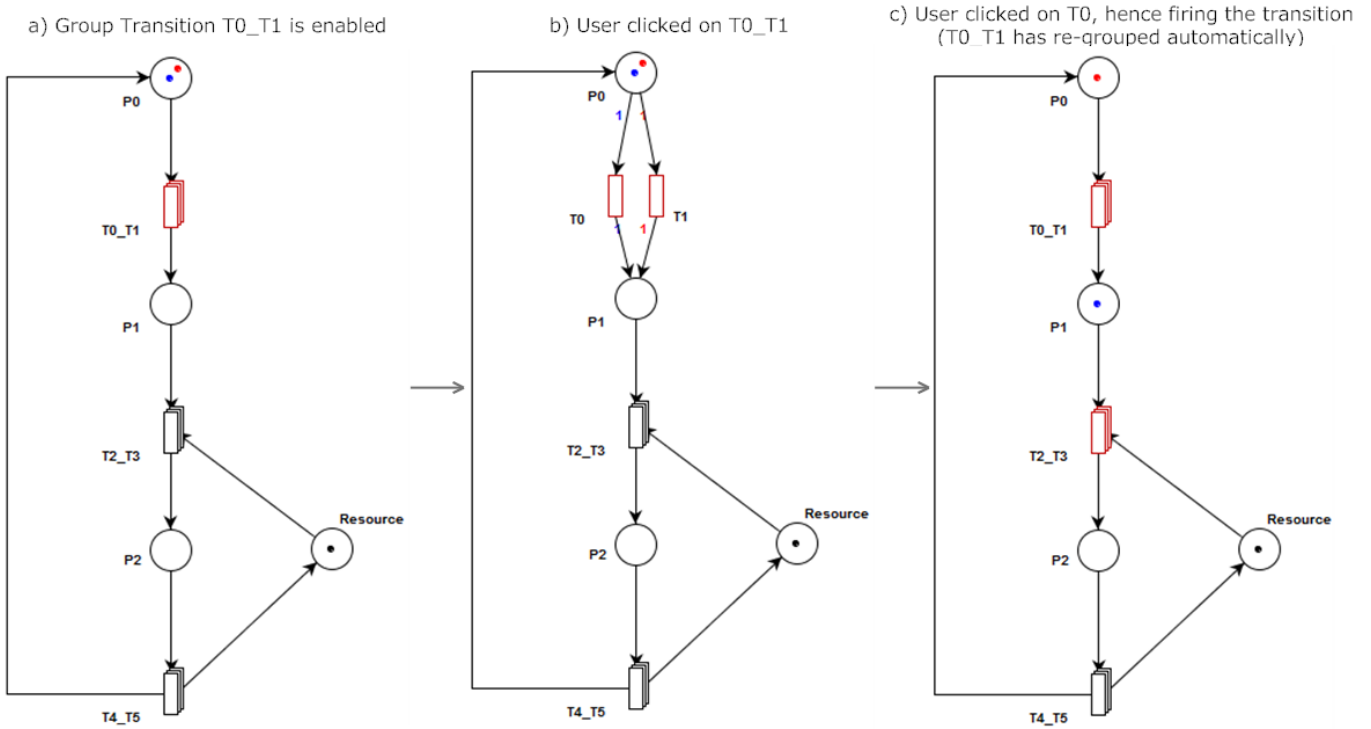 a) Group Transition T0_T1 is enabled
P0
T0_T1
P1
T2_T3
Resource
P2
T4_T5
b) User clicked on T0_T1
P0
1 1
T0 T1
1 1
P1
T2_T3
Resource
P2
T4_T5
c) User clicked on T0, hence firing the transition
(T0_T1 has re-grouped automatically)
P0
T0_T1
P1
T2_T3
Resource
P2
T4_T5